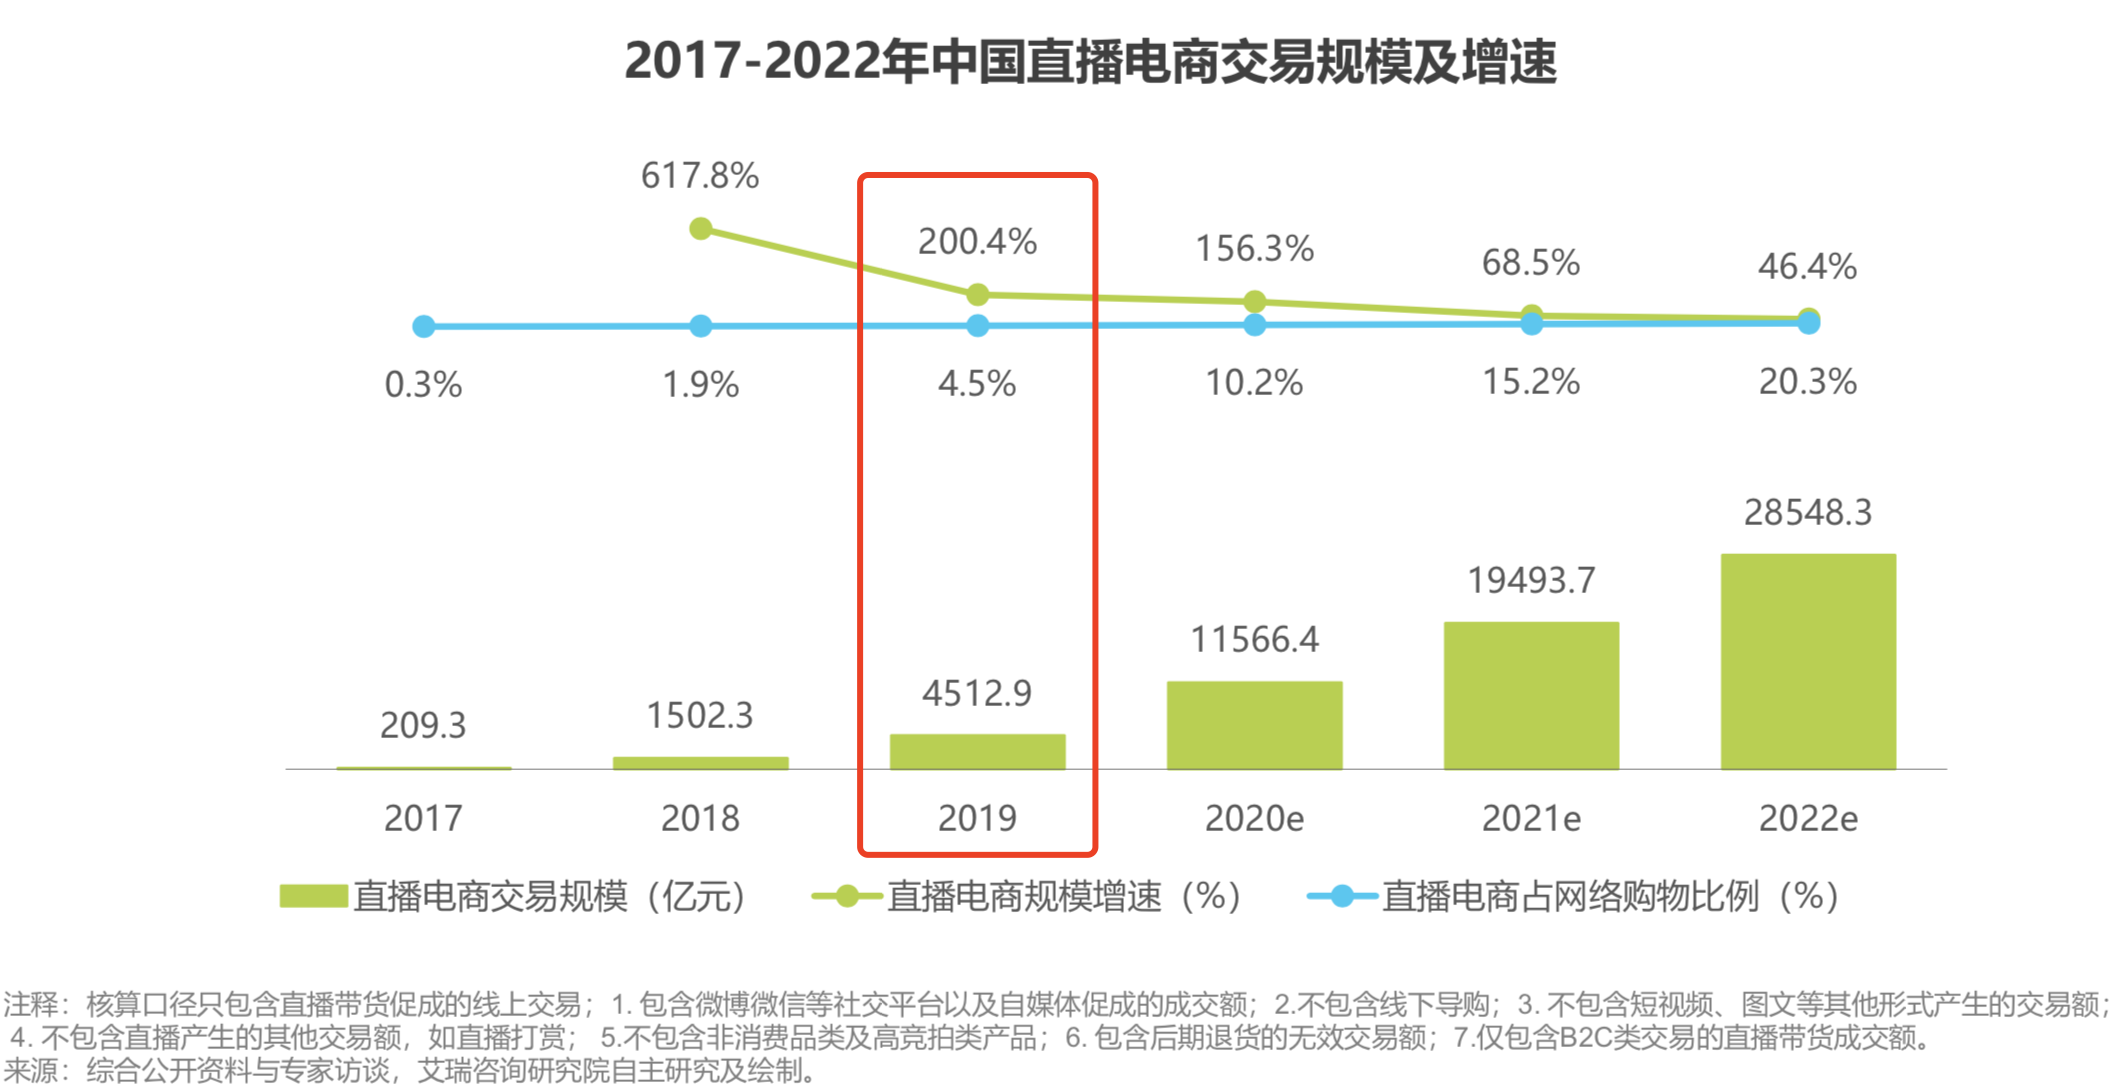 2017-2022年中国直播电商交易规模及增速
617.8%
200.4%
156.3%
68.5%
46.4%
0.3%
1.9%
4.5%
10.2%
15.2%
20.3%
209.3
1502.3
4512.9
11566.4
19493.7
28548.3
2017
2018
2019
2020e
2021e
2022e
直播电商交易规模（亿元）
直播电商规模增速（%）
直播电商占网络购物比例（%）
注释：核算口径只包含直播带货促成的线上交易；1. 包含微博微信等社交平台以及自媒体促成的成交额；2.不包含线下导购；3. 不包含短视频、图文等其他形式产生的交易额；
4. 不包含直播产生的其他交易额，如直播打赏； 5.不包含非消费品类及高竞拍类产品；6. 包含后期退货的无效交易额；7.仅包含B2C类交易的直播带货成交额。
来源：综合公开资料与专家访谈，艾瑞咨询研究院自主研究及绘制。